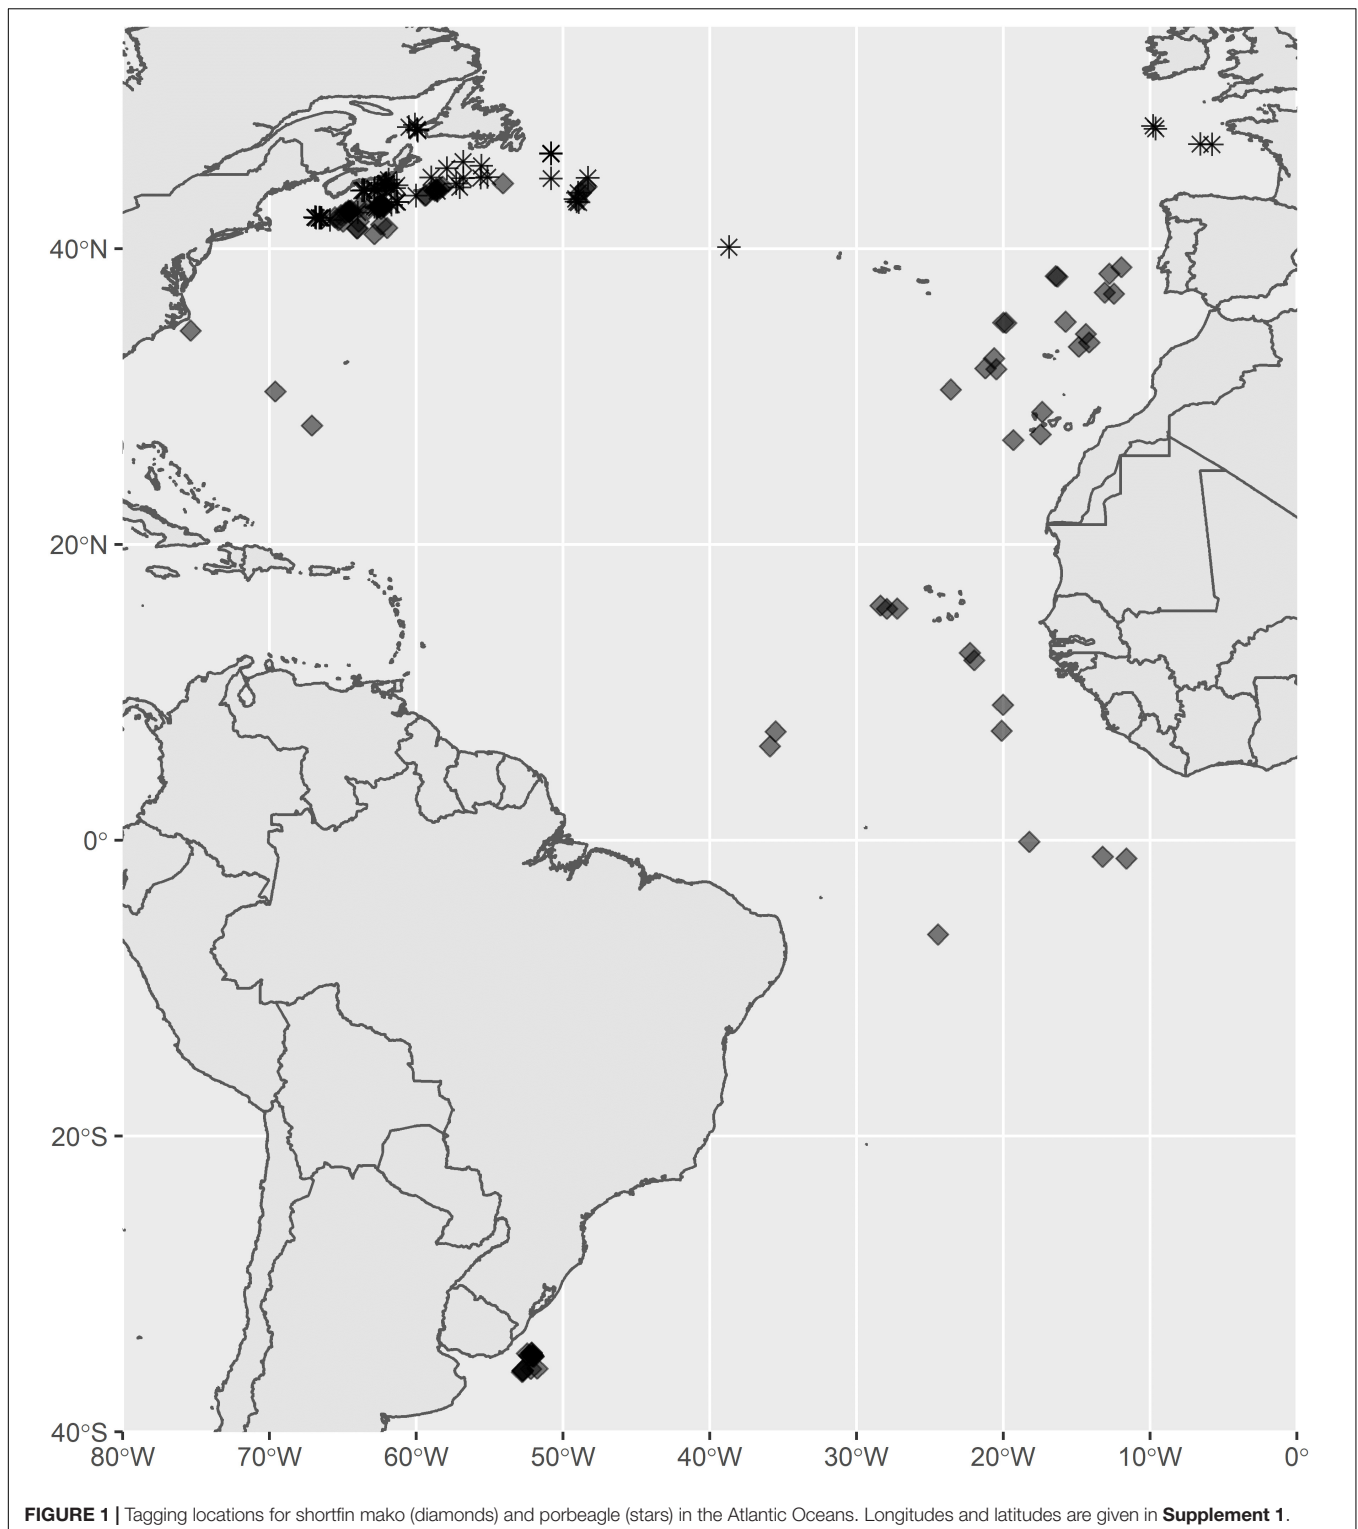 40°N
20°N
0°
20°S
40°S
80°W 70°W 60°W 50°W 40°W 30°W 20°W 10°W 0°
FIGURE 1 | Tagging locations for shortfin mako (diamonds) and porbeagle (stars) in the Atlantic Oceans. Longitudes and latitudes are given in Supplement 1.